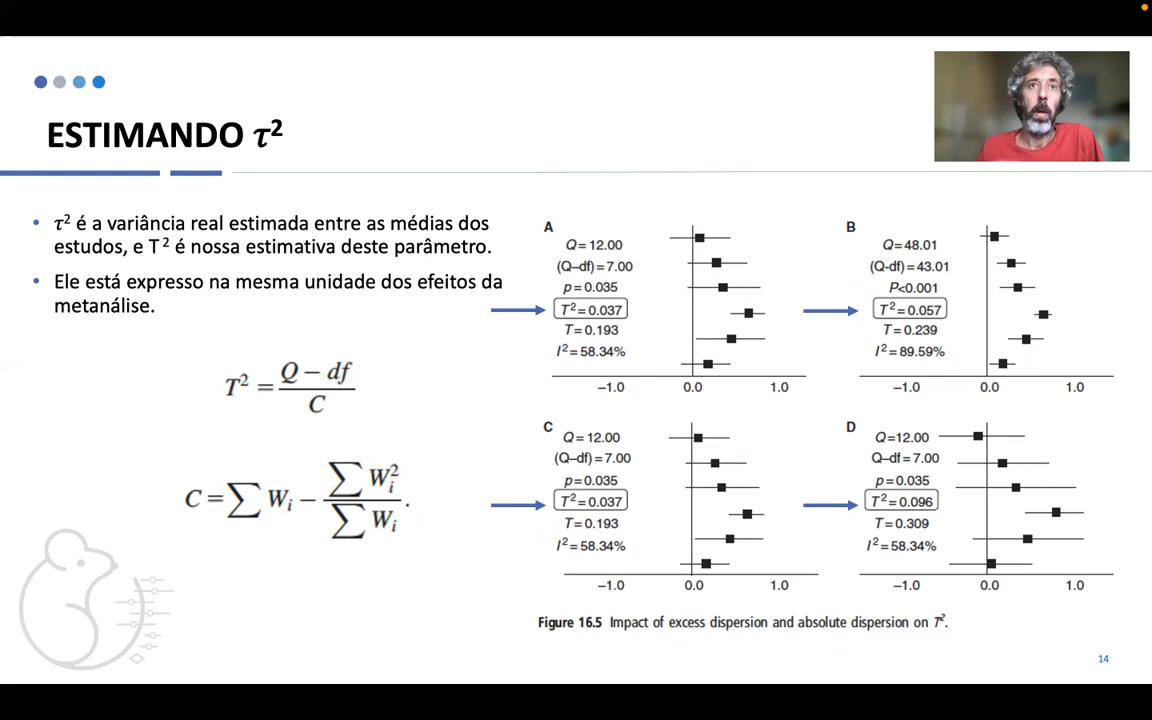 ESTIMANDO 𝜏²
• 𝜏² é a variância real estimada entre as médias dos
estudos, e T² é nossa estimativa deste parâmetro.
• Ele está expresso na mesma unidade dos efeitos da
metanálise.
T² = (Q − df) / C
C = ∑ Wᵢ − ∑ Wᵢ² / ∑ Wᵢ .
A
Q=12.00
(Q–df)=7.00
p=0.035
T²=0.037
T=0.193
I²=58.34%
−1.0 0.0 1.0
B
Q=48.01
(Q-df)=43.01
P<0.001
T²=0.057
T=0.239
I²=89.59%
−1.0 0.0 1.0
C
Q=12.00
(Q–df)=7.00
p=0.035
T²=0.037
T=0.193
I²=58.34%
−1.0 0.0 1.0
D
Q=12.00
Q–df=7.00
p=0.035
T²=0.096
T=0.309
I²=58.34%
−1.0 0.0 1.0
Figure 16.5 Impact of excess dispersion and absolute dispersion on T².
14